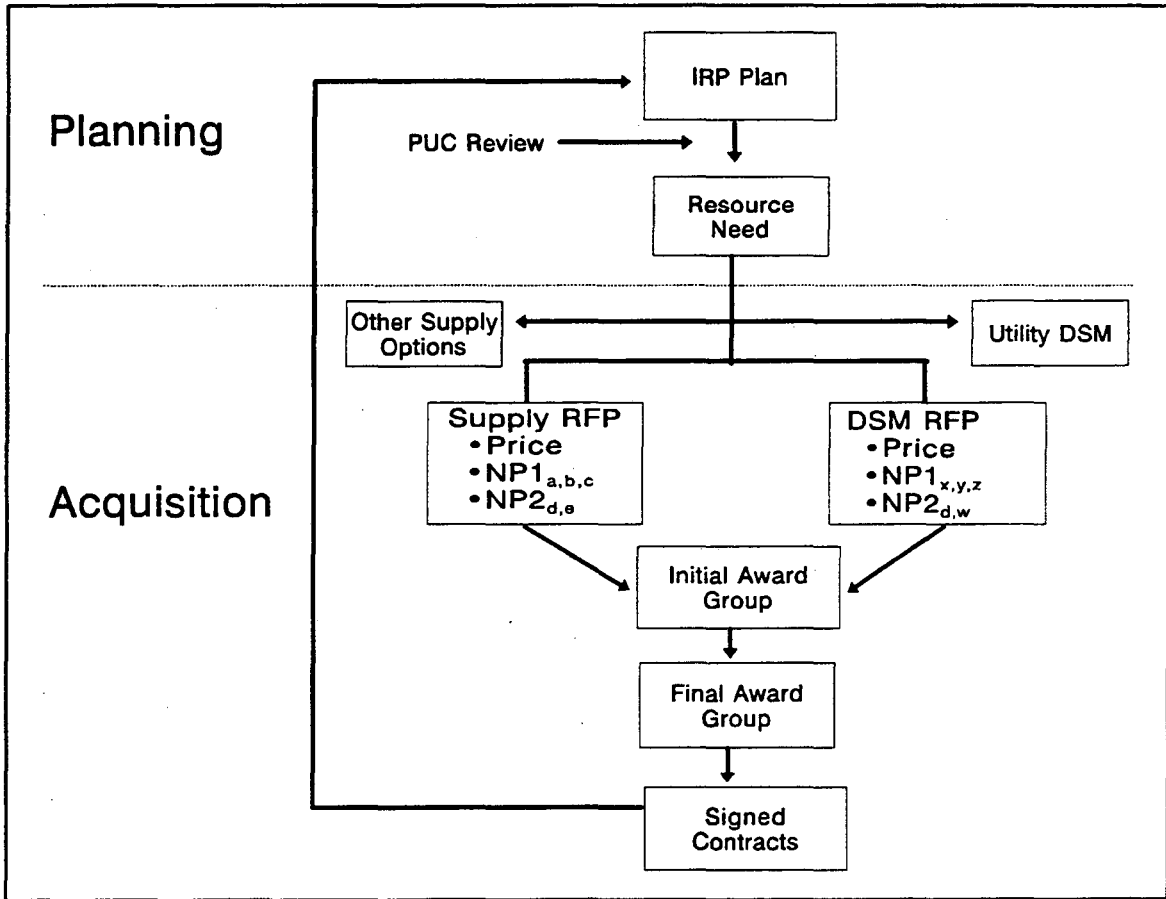 IRP Plan
Planning
PUC Review
Resource
Need
Other Supply
Options
Utility DSM
Supply RFP
• Price
• NP1a,b,c
• NP2d,e
DSM RFP
• Price
• NP1x,y,z
• NP2d,w
Acquisition
Initial Award
Group
Final Award
Group
Signed
Contracts